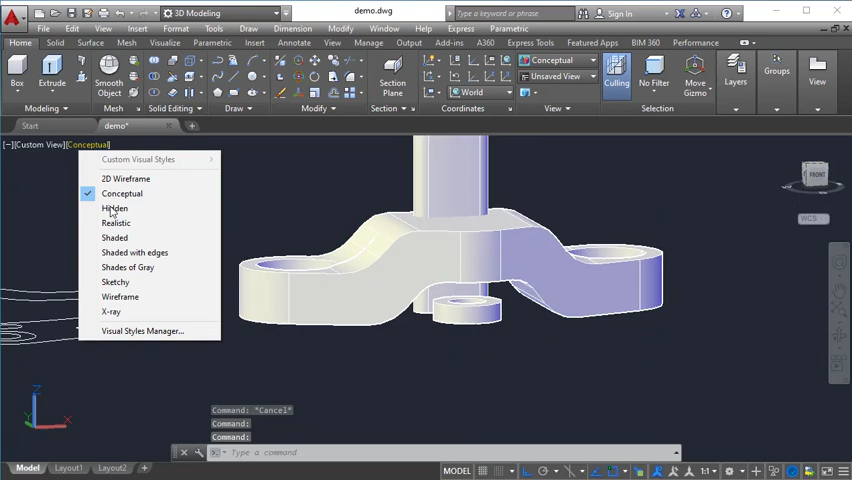 3D Modeling
demo.dwg
Type a keyword or phrase
Sign In
File Edit View Insert Format Tools Draw Dimension Modify Window Help Express Parametric
Home Solid Surface Mesh Visualize Parametric Insert Annotate View Manage Output Add-ins A360 Express Tools Featured Apps BIM 360 Performance
Box
Extrude
Smooth Object
Section Plane
Conceptual
Unsaved View
World
Culling
No Filter
Move Gizmo
Layers
Groups
View
Modeling
Mesh
Solid Editing
Draw
Modify
Section
Coordinates
View
Selection
Start
demo*
[−][Custom View][Conceptual]
Custom Visual Styles
2D Wireframe
Conceptual
Hidden
Realistic
Shaded
Shaded with edges
Shades of Gray
Sketchy
Wireframe
X-ray
Visual Styles Manager...
FRONT
WCS
Z
Y
X
Command: *Cancel*
Command:
Command:
Type a command
Model
Layout1
Layout2
MODEL
1:1